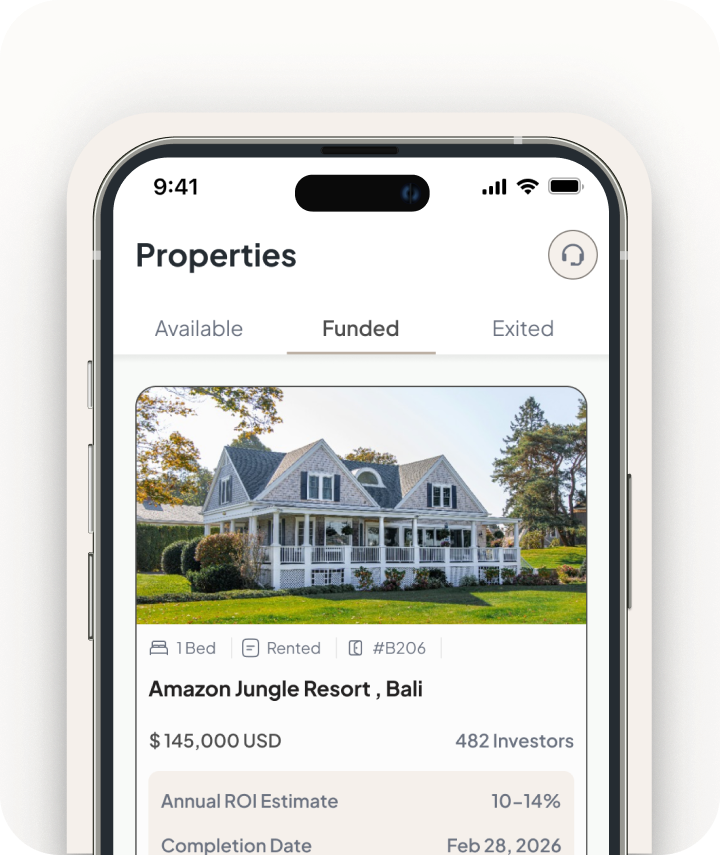 9:41
Properties
Available Funded Exited
1 Bed Rented #B206
Amazon Jungle Resort , Bali
$ 145,000 USD 482 Investors
Annual ROI Estimate 10–14%
Completion Date Feb 28, 2026